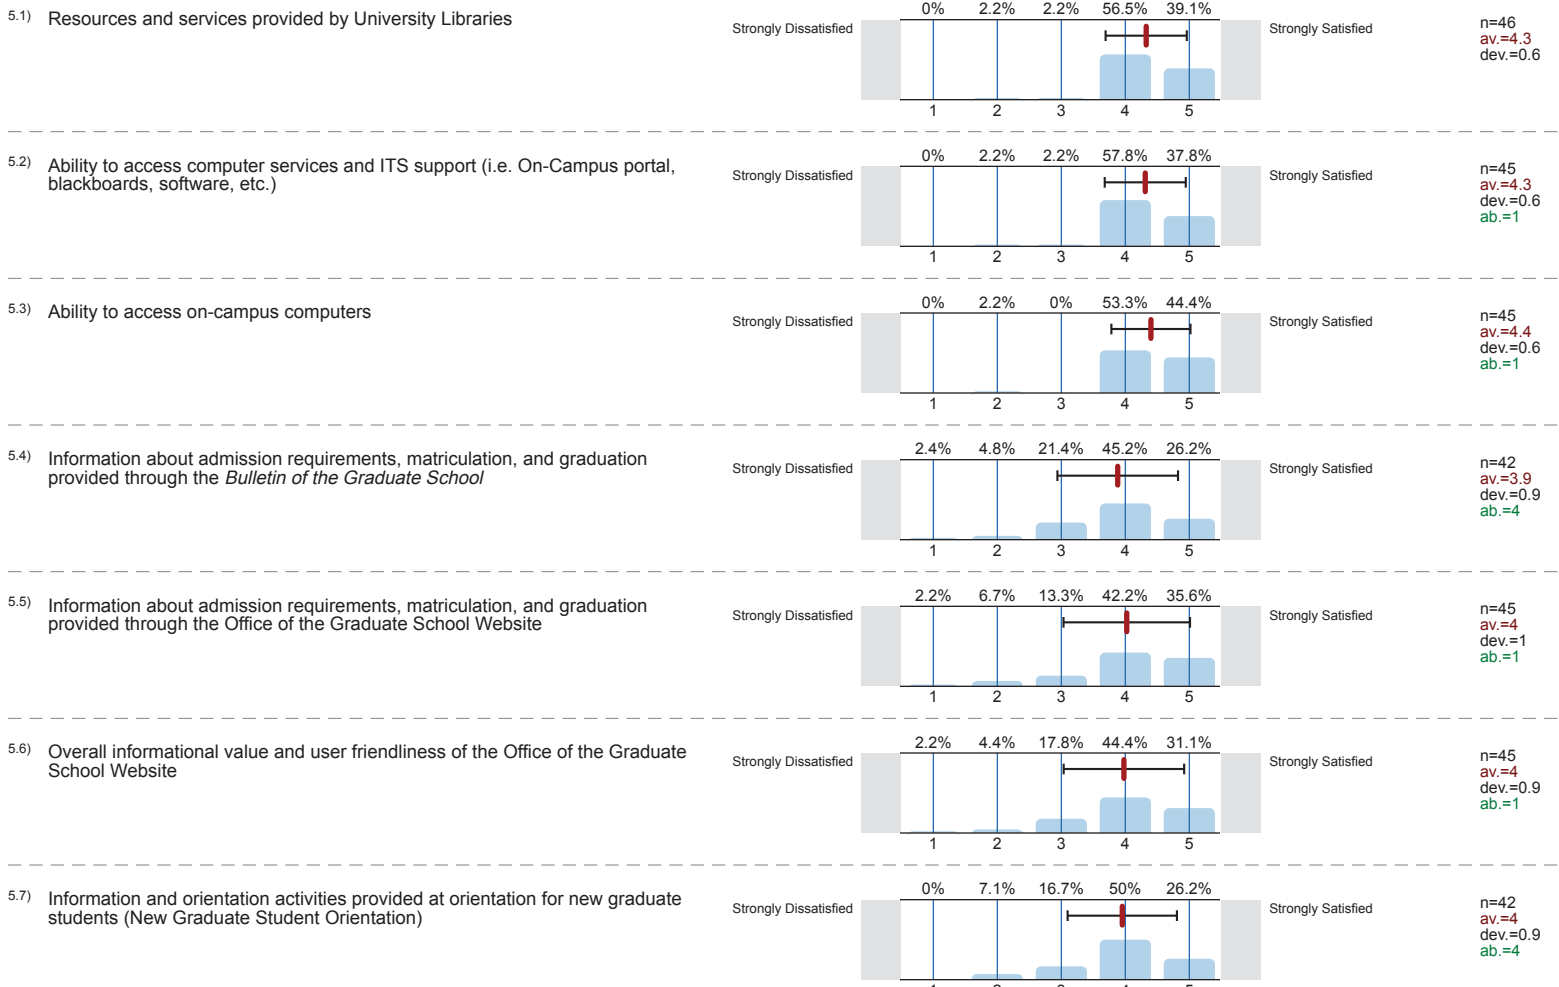 5.1) Resources and services provided by University Libraries
0% 2.2% 2.2% 56.5% 39.1%
Strongly Dissatisfied
Strongly Satisfied
n=46
av.=4.3
dev.=0.6
1 2 3 4 5
5.2) Ability to access computer services and ITS support (i.e. On-Campus portal,
blackboards, software, etc.)
0% 2.2% 2.2% 57.8% 37.8%
Strongly Dissatisfied
Strongly Satisfied
n=45
av.=4.3
dev.=0.6
ab.=1
1 2 3 4 5
5.3) Ability to access on-campus computers
0% 2.2% 0% 53.3% 44.4%
Strongly Dissatisfied
Strongly Satisfied
n=45
av.=4.4
dev.=0.6
ab.=1
1 2 3 4 5
5.4) Information about admission requirements, matriculation, and graduation
provided through the Bulletin of the Graduate School
2.4% 4.8% 21.4% 45.2% 26.2%
Strongly Dissatisfied
Strongly Satisfied
n=42
av.=3.9
dev.=0.9
ab.=4
1 2 3 4 5
5.5) Information about admission requirements, matriculation, and graduation
provided through the Office of the Graduate School Website
2.2% 6.7% 13.3% 42.2% 35.6%
Strongly Dissatisfied
Strongly Satisfied
n=45
av.=4
dev.=1
ab.=1
1 2 3 4 5
5.6) Overall informational value and user friendliness of the Office of the Graduate
School Website
2.2% 4.4% 17.8% 44.4% 31.1%
Strongly Dissatisfied
Strongly Satisfied
n=45
av.=4
dev.=0.9
ab.=1
1 2 3 4 5
5.7) Information and orientation activities provided at orientation for new graduate
students (New Graduate Student Orientation)
0% 7.1% 16.7% 50% 26.2%
Strongly Dissatisfied
Strongly Satisfied
n=42
av.=4
dev.=0.9
ab.=4